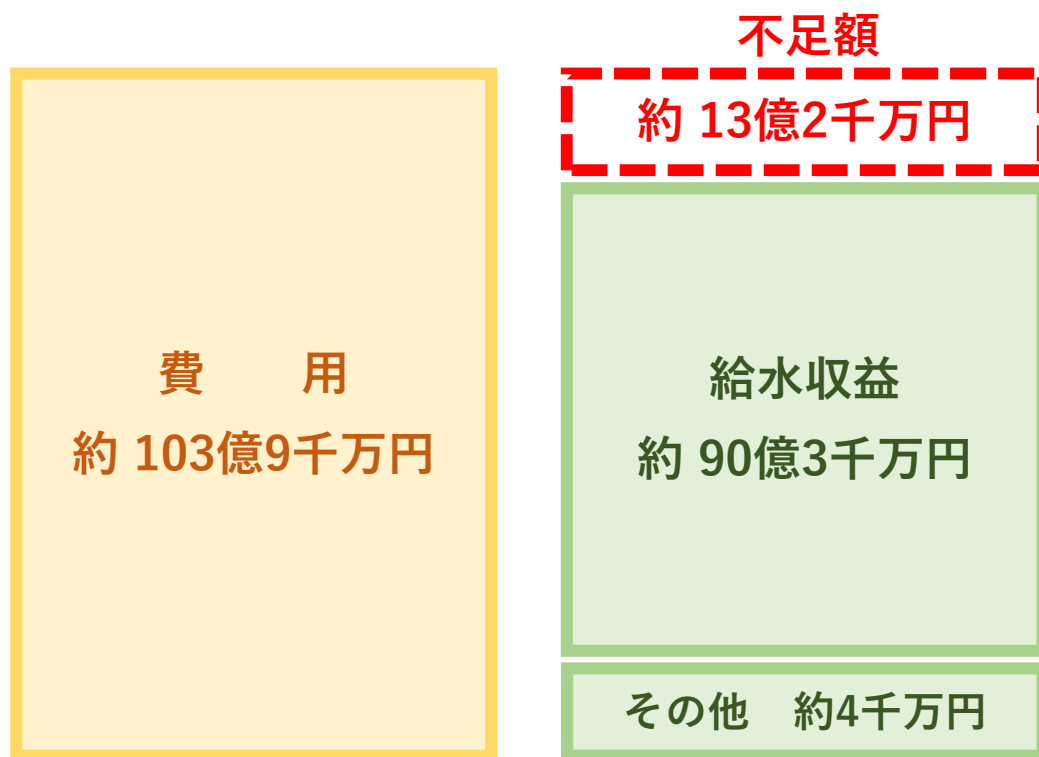 不足額
約 13億2千万円
費　　用
約 103億9千万円
給水収益
約 90億3千万円
その他　約4千万円